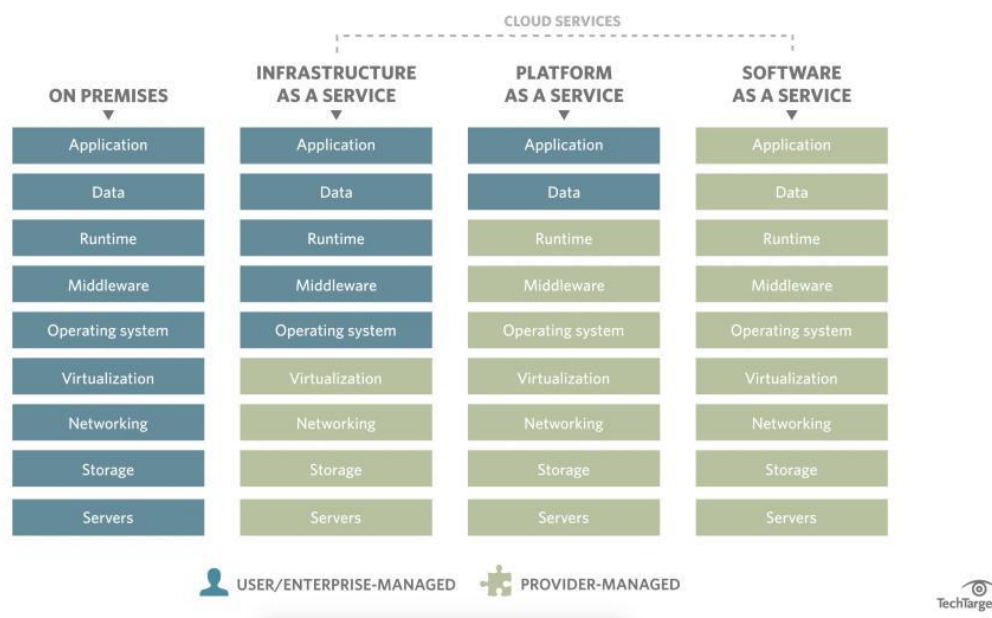 CLOUD SERVICES
ON PREMISES
INFRASTRUCTURE
AS A SERVICE
PLATFORM
AS A SERVICE
SOFTWARE
AS A SERVICE
Application Application Application Application
Data Data Data Data
Runtime Runtime Runtime Runtime
Middleware Middleware Middleware Middleware
Operating system Operating system Operating system Operating system
Virtualization Virtualization Virtualization Virtualization
Networking Networking Networking Networking
Storage Storage Storage Storage
Servers Servers Servers Servers
USER/ENTERPRISE-MANAGED PROVIDER-MANAGED
TechTarge